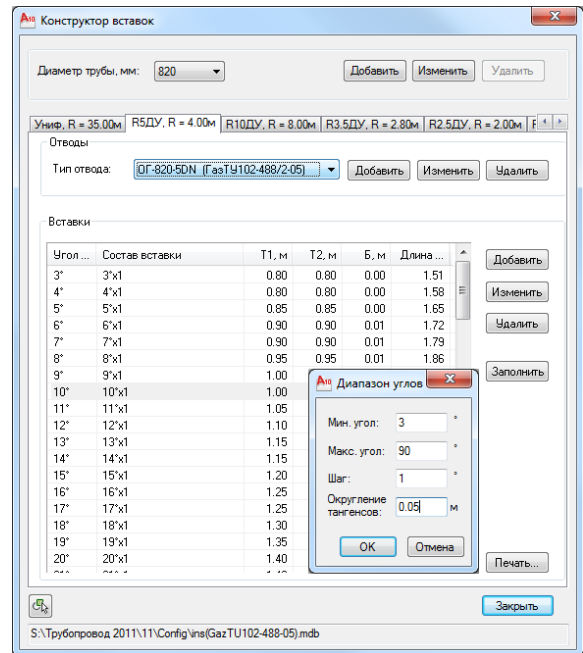 Конструктор вставок
Диаметр трубы, мм: 820 Добавить Изменить Удалить
Униф, R = 35.00м R5ДУ, R = 4.00м R10ДУ, R = 8.00м R3.5ДУ, R = 2.80м R2.5ДУ, R = 2.00м
Отводы
Тип отвода: ОГ-820-5DN (ГазТУ102-488/2-05) Добавить Изменить Удалить
Вставки
Угол ... Состав вставки Т1, м Т2, м Б, м Длина ...
3° 3°x1 0.80 0.80 0.00 1.51
4° 4°x1 0.80 0.80 0.00 1.58
5° 5°x1 0.85 0.85 0.00 1.65
6° 6°x1 0.90 0.90 0.01 1.72
7° 7°x1 0.90 0.90 0.01 1.79
8° 8°x1 0.95 0.95 0.01 1.86
9° 9°x1 1.00
10° 10°x1 1.00
11° 11°x1 1.05
12° 12°x1 1.10
13° 13°x1 1.15
14° 14°x1 1.15
15° 15°x1 1.20
16° 16°x1 1.25
17° 17°x1 1.25
18° 18°x1 1.30
19° 19°x1 1.35
20° 20°x1 1.40
Добавить
Изменить
Удалить
Заполнить
Печать...
Диапазон углов
Мин. угол: 3 °
Макс. угол: 90 °
Шаг: 1 °
Округление
тангенсов: 0.05 м
OK Отмена
Закрыть
S:\Трубопровод 2011\11\Config\ins(GazTU102-488-05).mdb